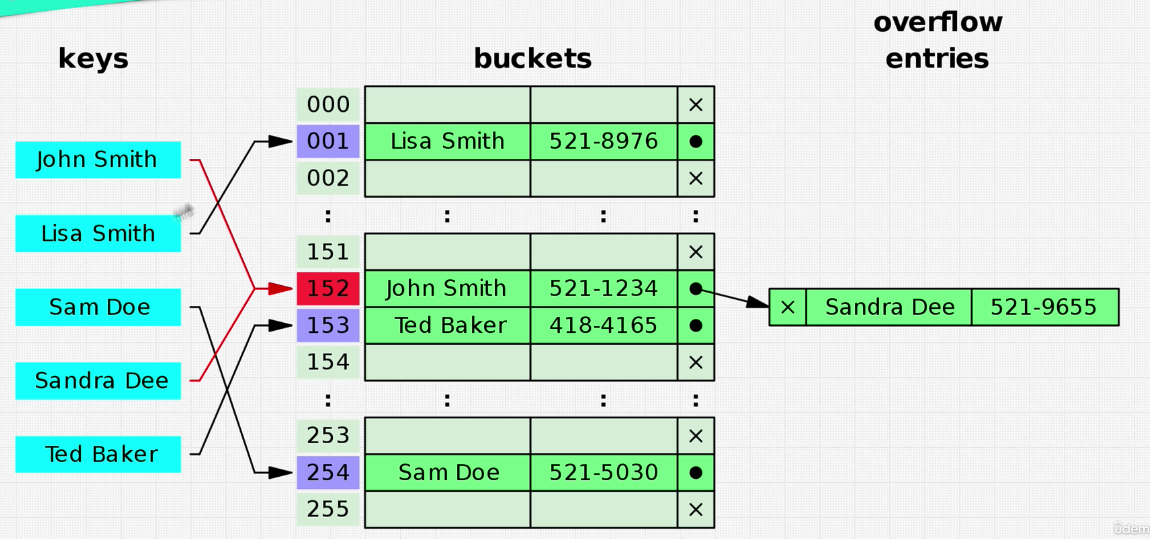 overflow
keys buckets entries
000 ×
John Smith 001 Lisa Smith 521-8976 ●
002 ×
Lisa Smith : : : :
151 ×
Sam Doe 152 John Smith 521-1234 ● × Sandra Dee 521-9655
153 Ted Baker 418-4165 ●
Sandra Dee 154 ×
: : : :
Ted Baker 253 ×
254 Sam Doe 521-5030 ●
255 ×